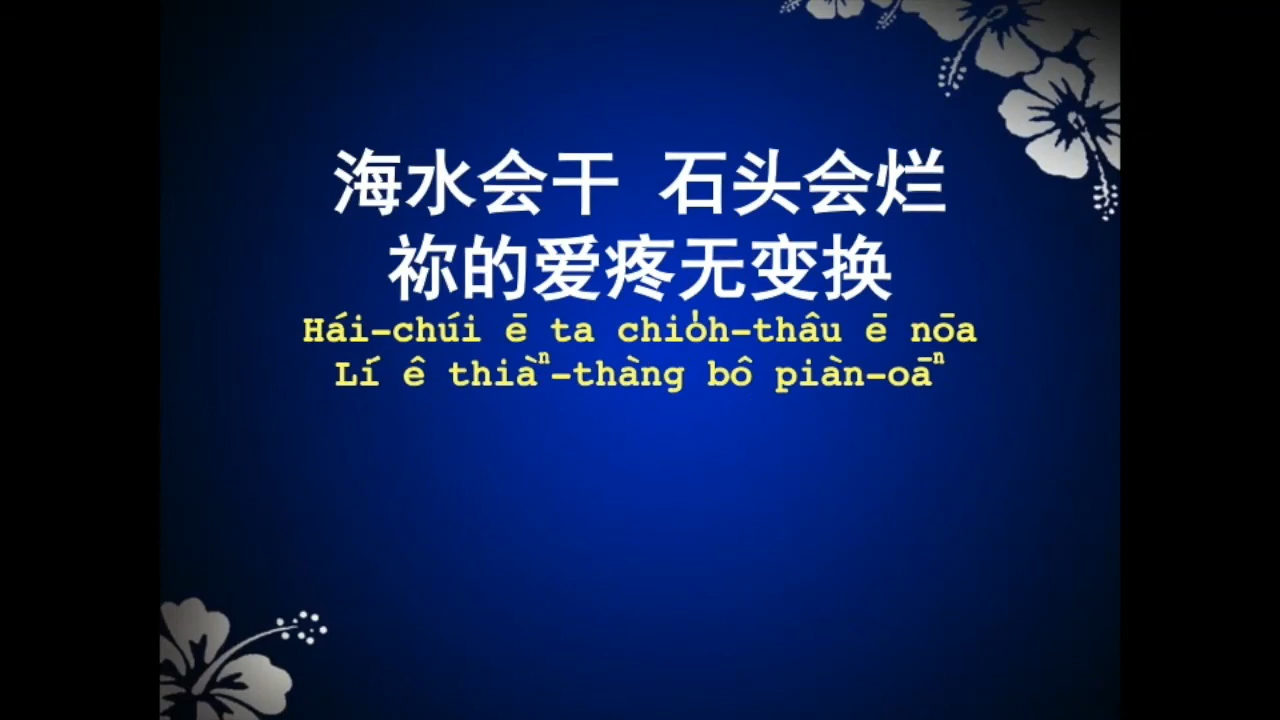 海水会干 石头会烂
祢的爱疼无变换
Hái-chúi ē ta chio̍h-thâu ē nōa
Lí ê thiàⁿ-thàng bô piàn-oāⁿ